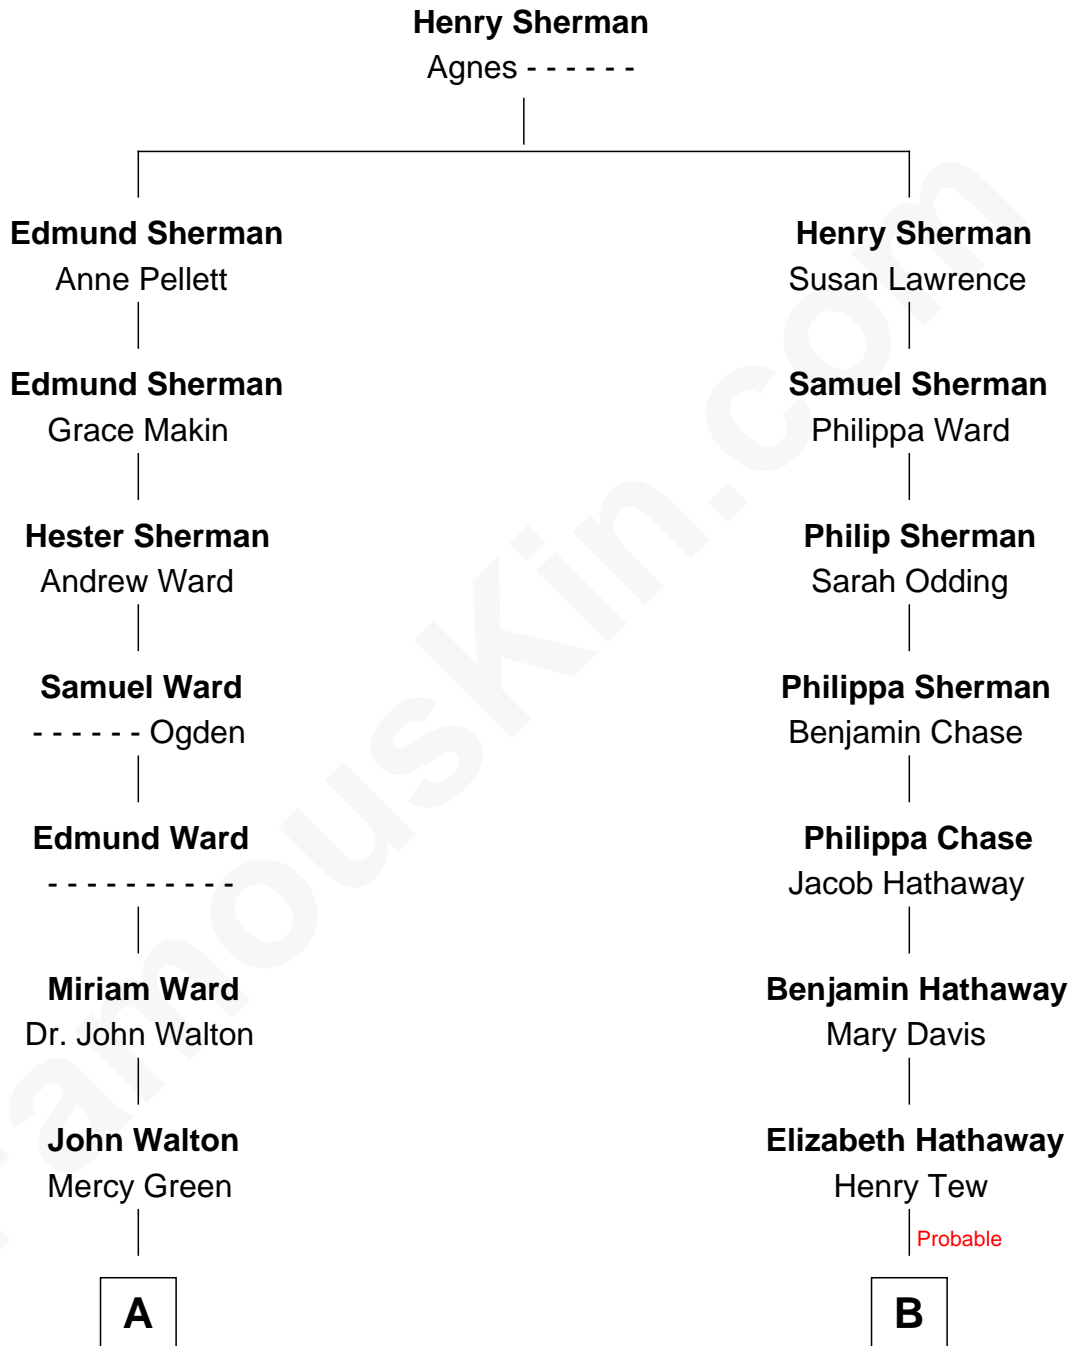 Henry Sherman
Agnes - - - - - -
Edmund Sherman
Anne Pellett
Henry Sherman
Susan Lawrence
Edmund Sherman
Grace Makin
Samuel Sherman
Philippa Ward
Hester Sherman
Andrew Ward
Philip Sherman
Sarah Odding
Samuel Ward
- - - - - - Ogden
Philippa Sherman
Benjamin Chase
Edmund Ward
- - - - - - - - - -
Philippa Chase
Jacob Hathaway
Miriam Ward
Dr. John Walton
Benjamin Hathaway
Mary Davis
John Walton
Mercy Green
Elizabeth Hathaway
Henry Tew
Probable
A
B
FamousKin.com